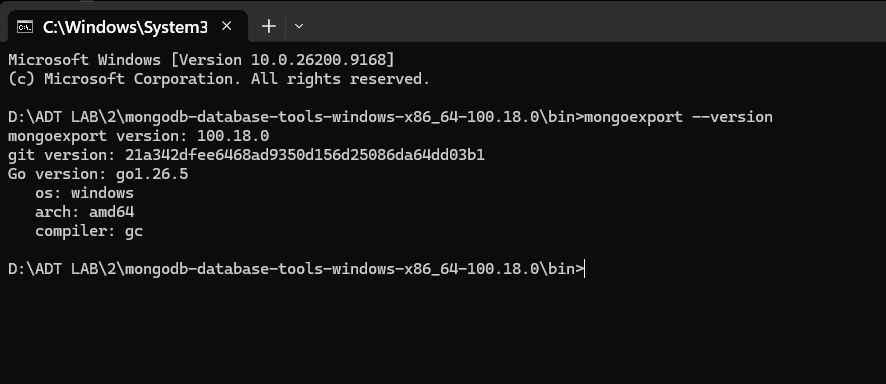 C:\Windows\System3
Microsoft Windows [Version 10.0.26200.9168]
(c) Microsoft Corporation. All rights reserved.
D:\ADT LAB\2\mongodb-database-tools-windows-x86_64-100.18.0\bin>mongoexport --version
mongoexport version: 100.18.0
git version: 21a342dfee6468ad9350d156d25086da64dd03b1
Go version: go1.26.5
   os: windows
   arch: amd64
   compiler: gc
D:\ADT LAB\2\mongodb-database-tools-windows-x86_64-100.18.0\bin>